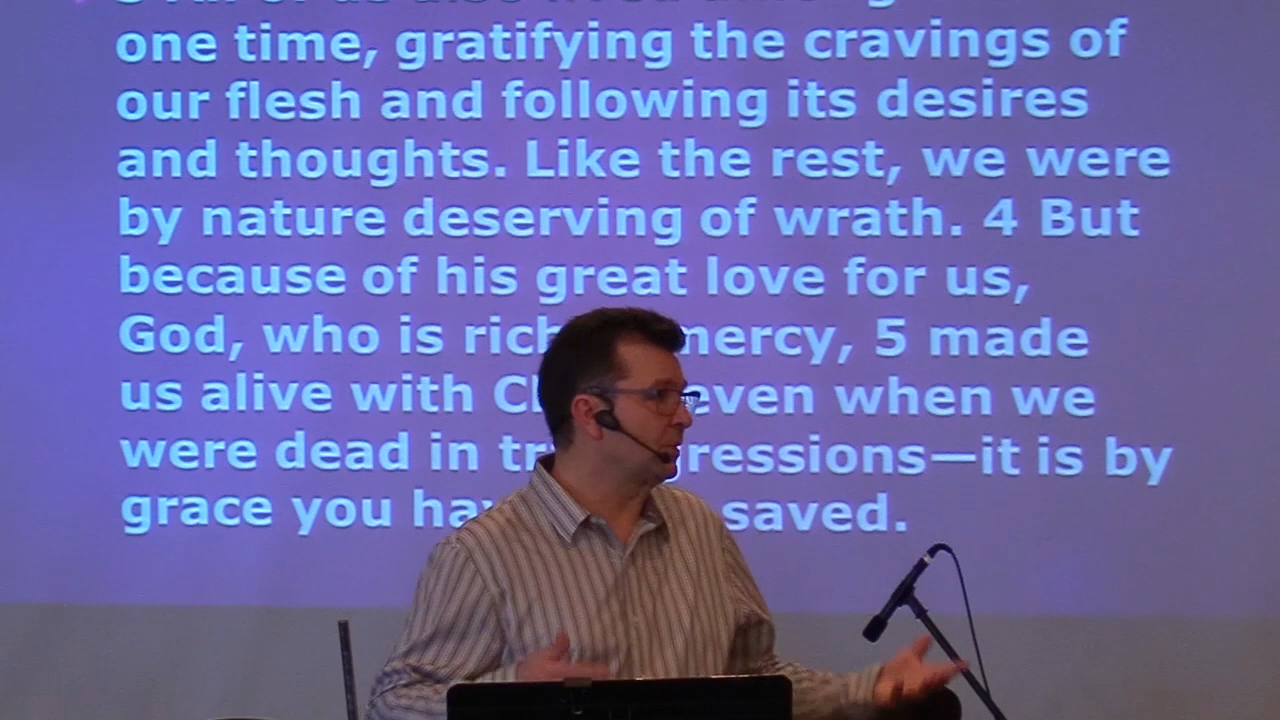 one time, gratifying the cravings of
our flesh and following its desires
and thoughts. Like the rest, we were
by nature deserving of wrath. 4 But
because of his great love for us,
God, who is rich mercy, 5 made
us alive with even when we
were dead in
grace you saved.
—it is by